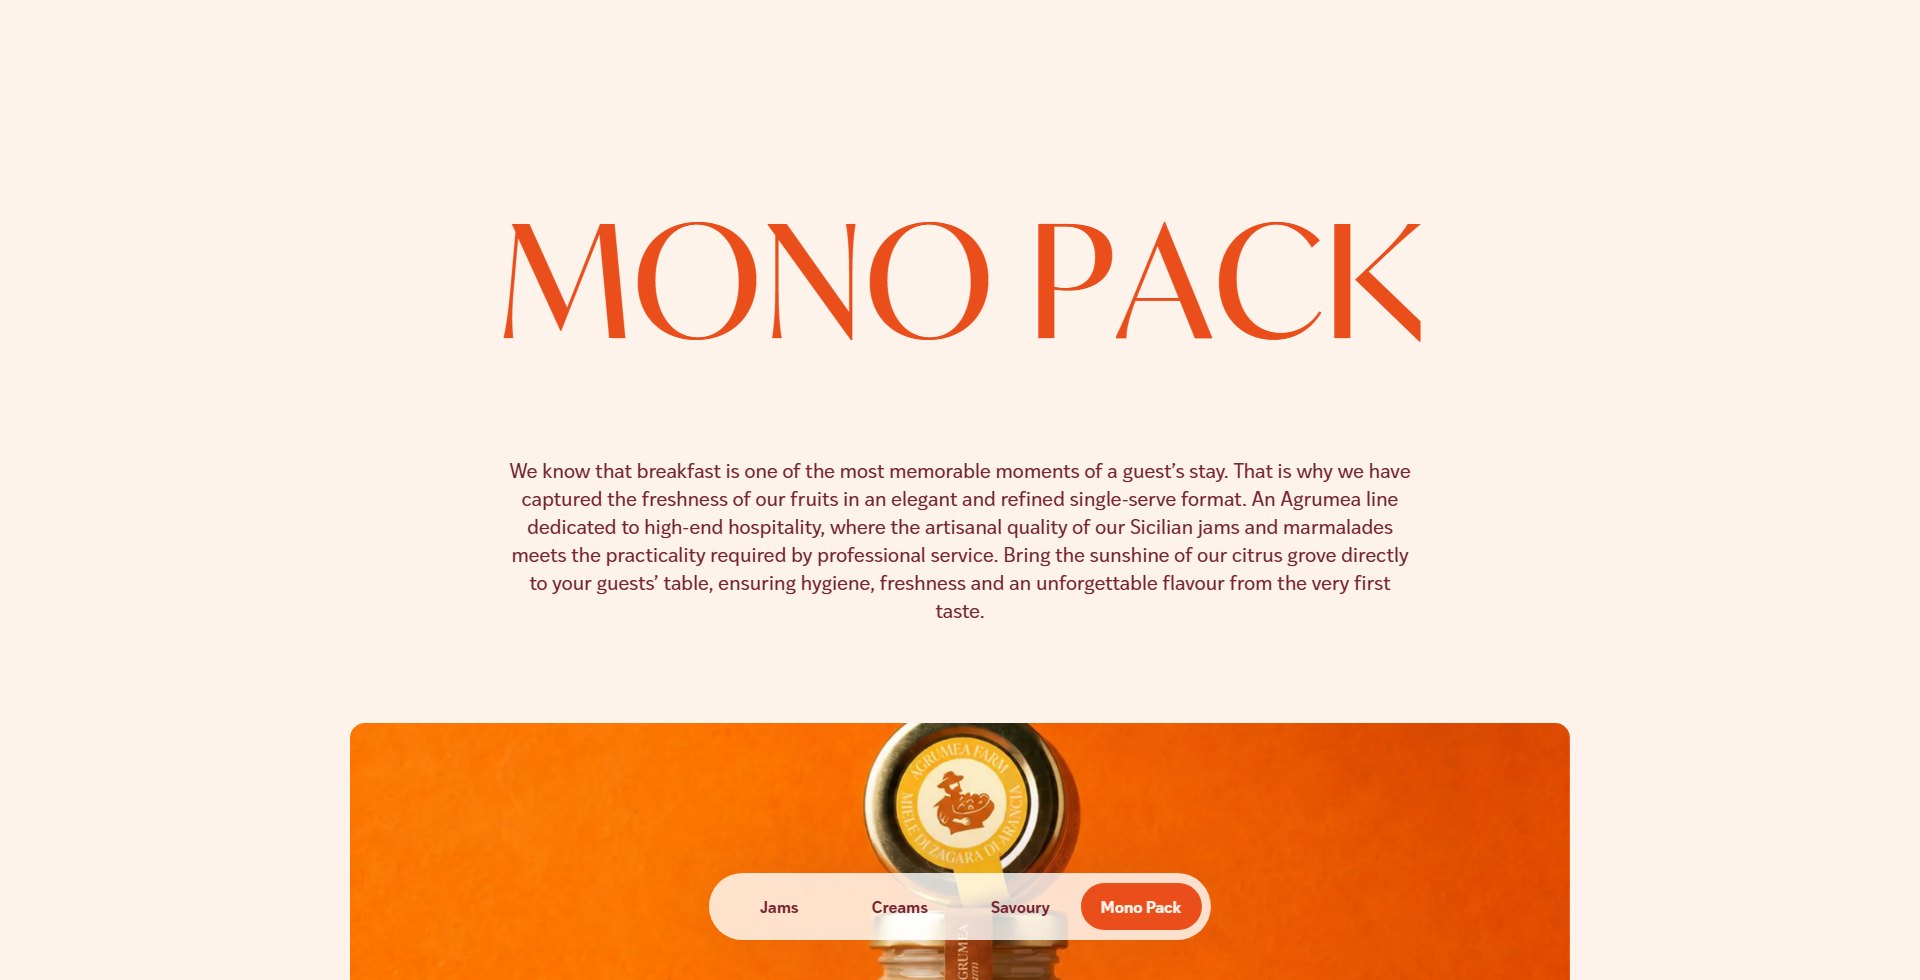 MONO PACK
We know that breakfast is one of the most memorable moments of a guest’s stay. That is why we have
captured the freshness of our fruits in an elegant and refined single-serve format. An Agrumea line
dedicated to high-end hospitality, where the artisanal quality of our Sicilian jams and marmalades
meets the practicality required by professional service. Bring the sunshine of our citrus grove directly
to your guests’ table, ensuring hygiene, freshness and an unforgettable flavour from the very first
taste.
AGRUMEA FARM
MIELE DI ZAGARA DI ARANCIA
Jams
Creams
Savoury
Mono Pack